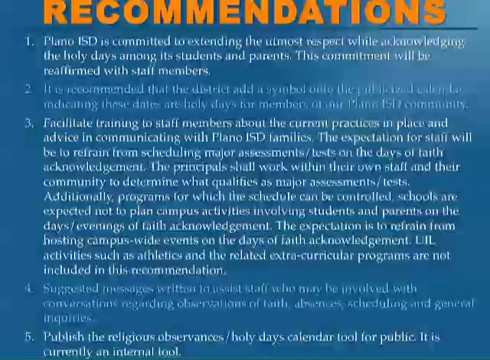 RECOMMENDATIONS
1. Plano ISD is committed to extending the utmost respect while acknowledging
the holy days among its students and parents. This commitment will be
reaffirmed with staff members.
2. It is recommended that the district add a symbol onto the publicized calendar
indicating these dates are holy days for members of our Plano ISD community.
3. Facilitate training to staff members about the current practices in place and
advice in communicating with Plano ISD families. The expectation for staff will
be to refrain from scheduling major assessments/tests on the days of faith
acknowledgement. The principals shall work within their own staff and their
community to determine what qualifies as major assessments/tests.
Additionally, programs for which the schedule can be controlled, schools are
expected not to plan campus activities involving students and parents on the
days/evenings of faith acknowledgement. The expectation is to refrain from
hosting campus-wide events on the days of faith acknowledgement. UIL
activities such as athletics and the related extra-curricular programs are not
included in this recommendation.
4. Suggested messages written to assist staff who may be involved with
conversations regarding observations of faith, absences, scheduling and general
inquiries.
5. Publish the religious observances/holy days calendar tool for public. It is
currently an internal tool.